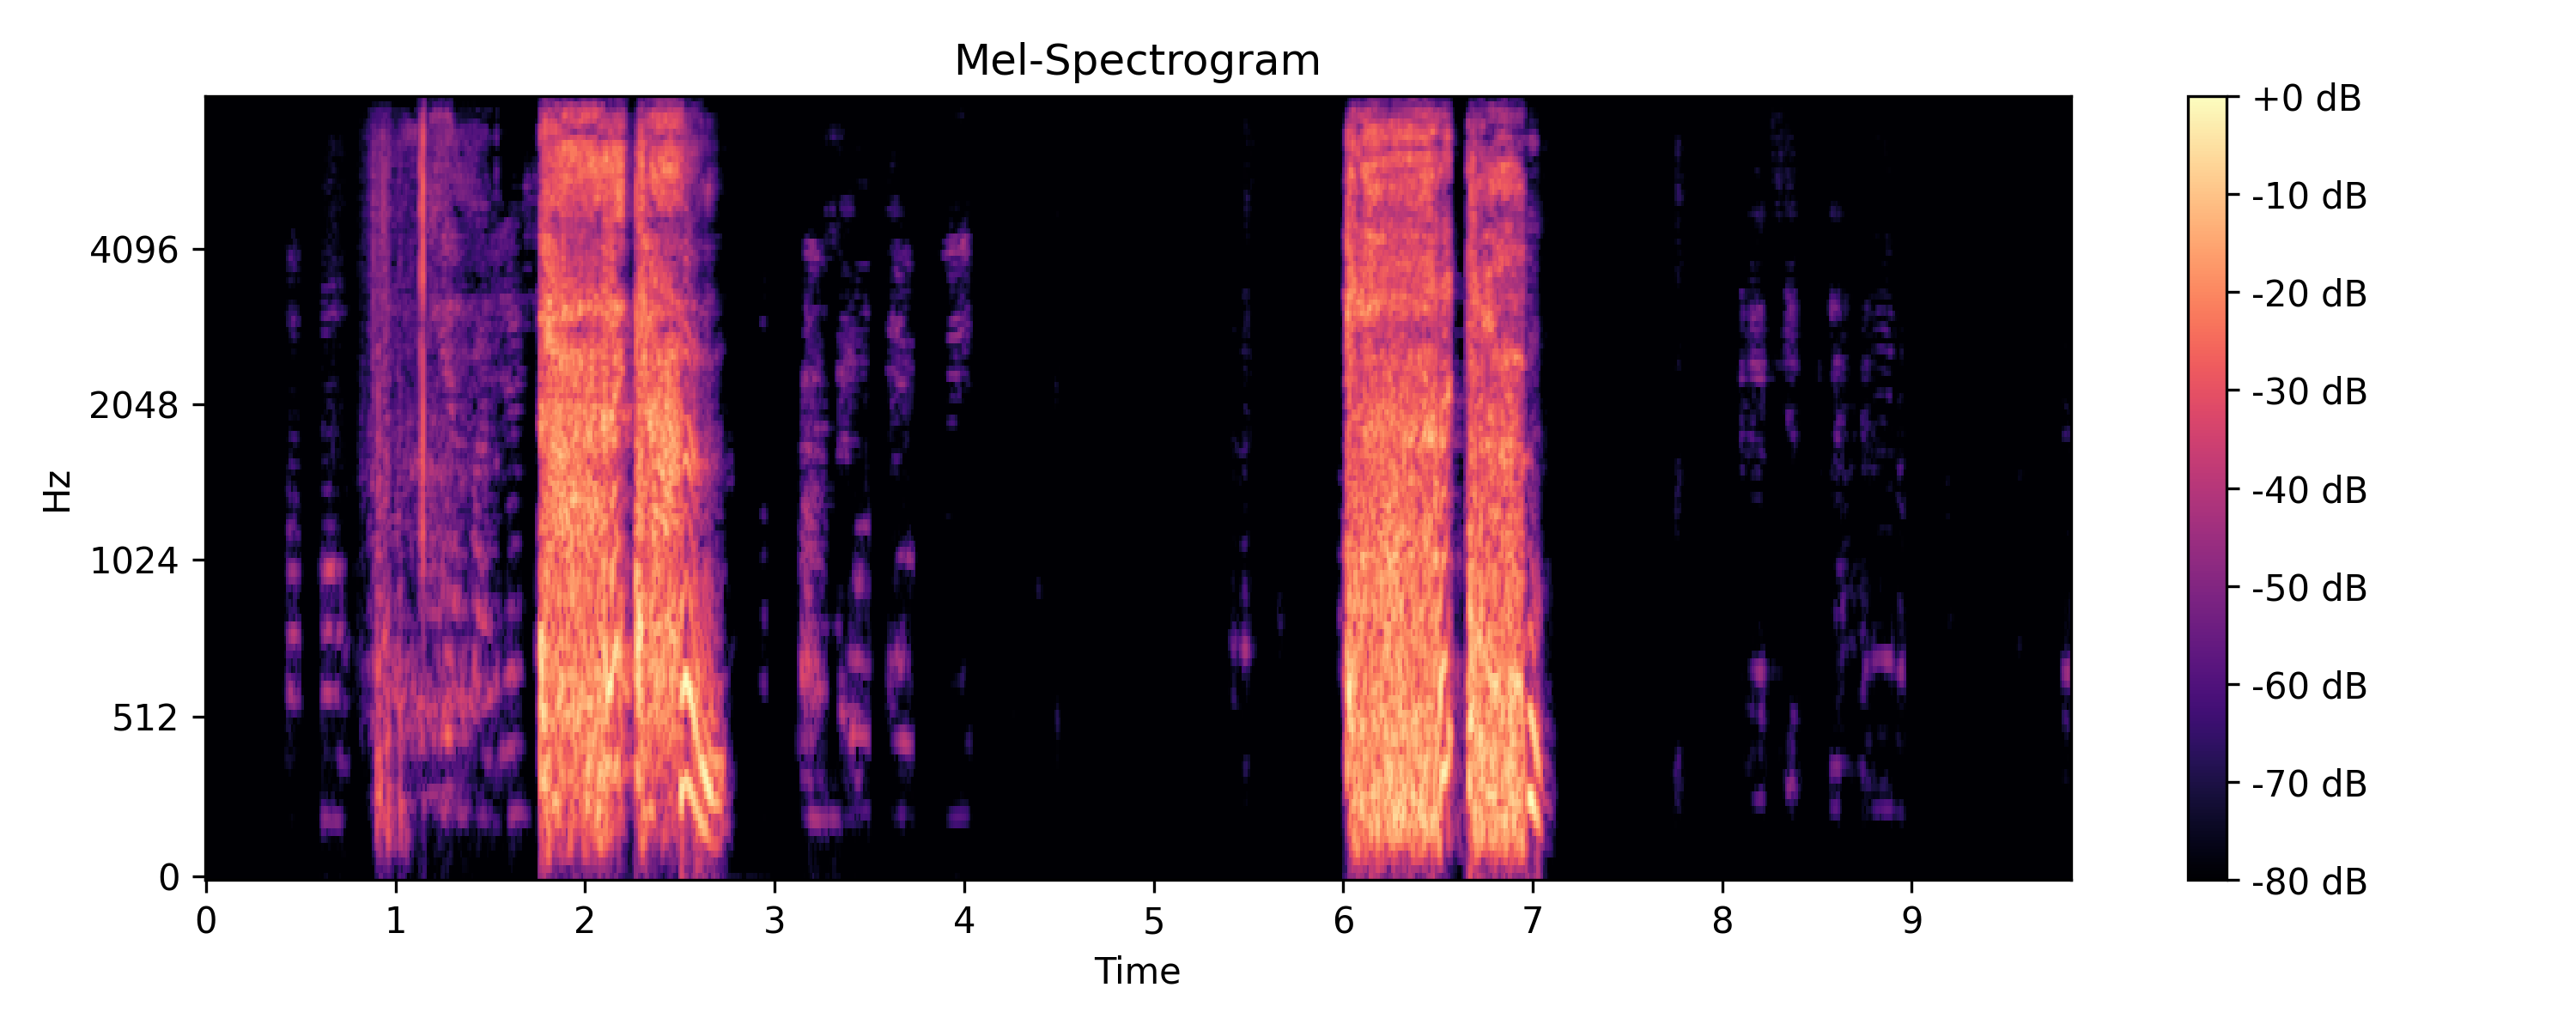 Mel-Spectrogram
Hz
4096
2048
1024
512
0
0 1 2 3 4 5 6 7 8 9
Time
+0 dB
-10 dB
-20 dB
-30 dB
-40 dB
-50 dB
-60 dB
-70 dB
-80 dB